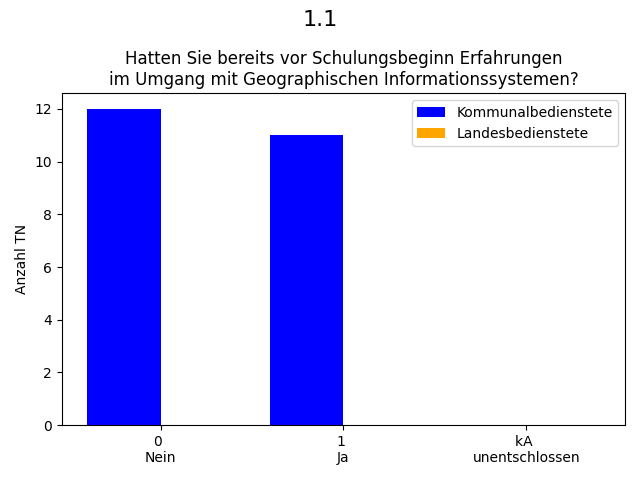 1.1
Hatten Sie bereits vor Schulungsbeginn Erfahrungen
im Umgang mit Geographischen Informationssystemen?
Kommunalbedienstete
Landesbedienstete
Anzahl TN
12
10
8
6
4
2
0
0
Nein
1
Ja
kA
unentschlossen